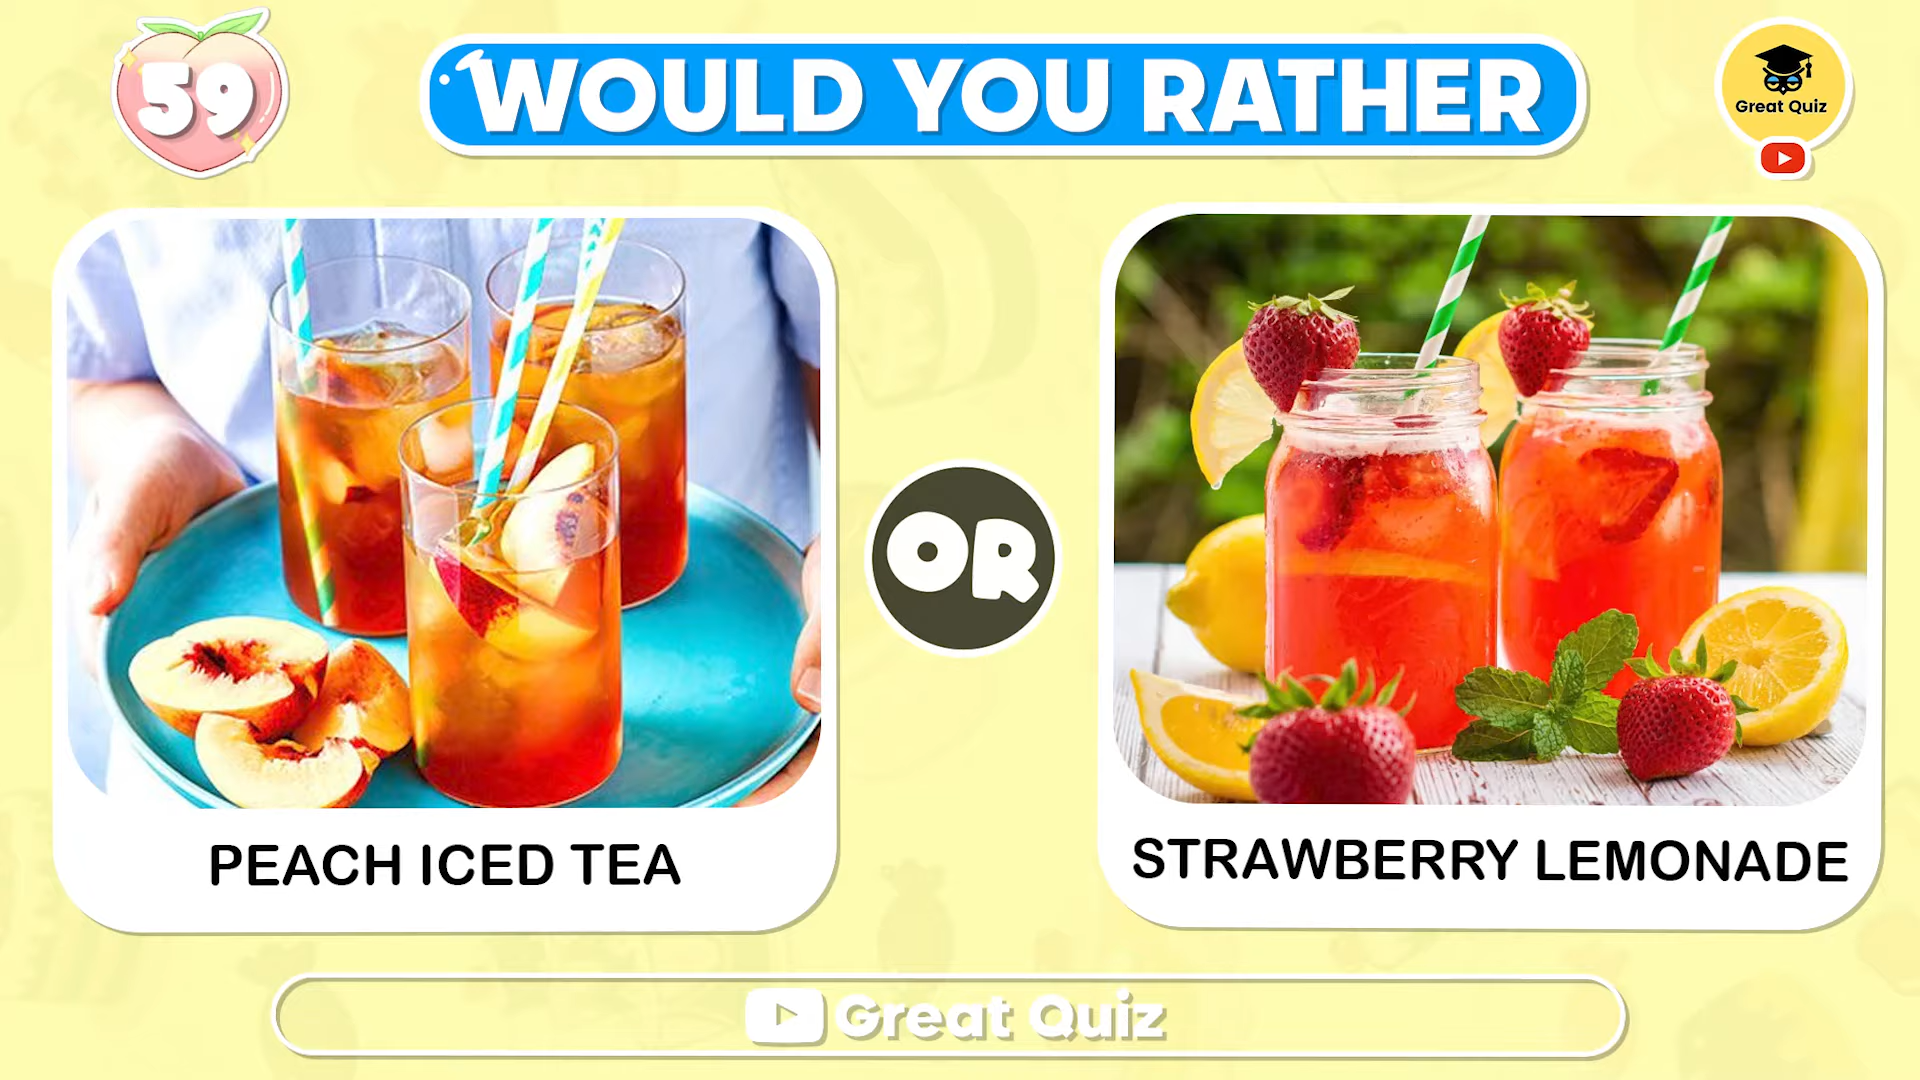 59
WOULD YOU RATHER
Great Quiz
OR
PEACH ICED TEA
STRAWBERRY LEMONADE
Great Quiz